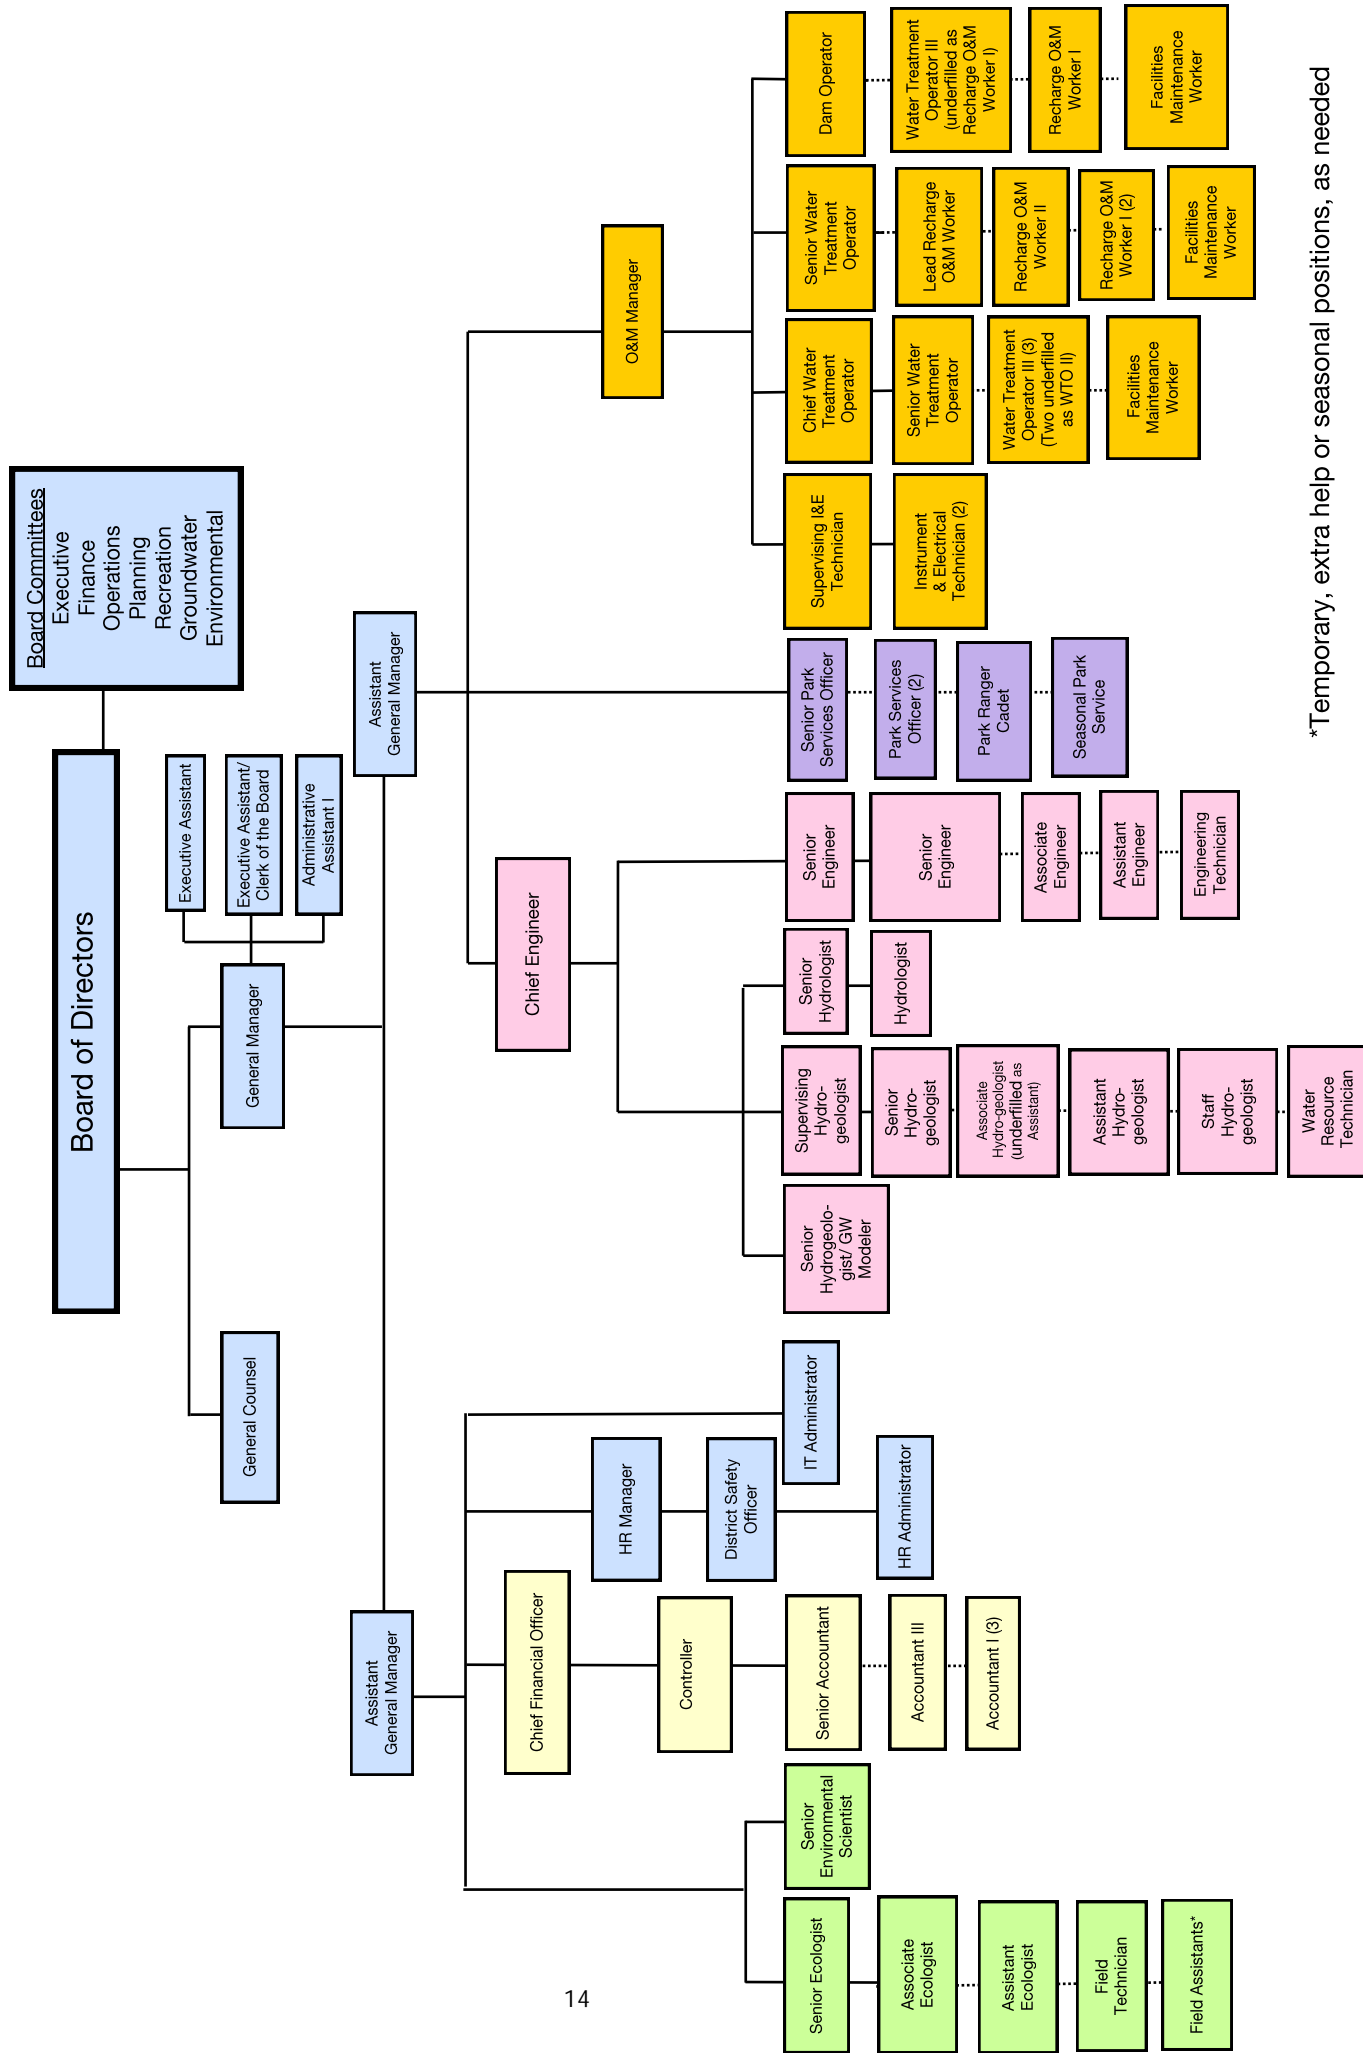 Board of Directors
Board Committees
Executive
Finance
Operations
Planning
Recreation
Groundwater
Environmental
General Counsel
General Manager
Executive Assistant
Executive Assistant/
Clerk of the Board
Administrative
Assistant I
Assistant
General Manager
Assistant
General Manager
Senior Ecologist
Associate
Ecologist
Assistant
Ecologist
Field
Technician
Field Assistants*
Senior
Environmental
Scientist
Chief Financial Officer
Controller
Senior Accountant
Accountant III
Accountant I (3)
HR Manager
District Safety
Officer
HR Administrator
IT Administrator
Chief Engineer
Senior
Hydrogeolo-
gist/ GW
Modeler
Supervising
Hydro-
geologist
Senior
Hydro-
geologist
Associate
Hydro-geologist
(underfilled as
Assistant)
Assistant
Hydro-
geologist
Staff
Hydro-
geologist
Water
Resource
Technician
Senior
Hydrologist
Hydrologist
Senior
Engineer
Senior
Engineer
Associate
Engineer
Assistant
Engineer
Engineering
Technician
Senior Park
Services Officer
Park Services
Officer (2)
Park Ranger
Cadet
Seasonal Park
Service
O&M Manager
Supervising I&E
Technician
Instrument
& Electrical
Technician (2)
Chief Water
Treatment
Operator
Senior Water
Treatment
Operator
Water Treatment
Operator III (3)
(Two underfilled
as WTO II)
Facilities
Maintenance
Worker
Senior Water
Treatment
Operator
Lead Recharge
O&M Worker
Recharge O&M
Worker II
Recharge O&M
Worker I (2)
Facilities
Maintenance
Worker
Dam Operator
Water Treatment
Operator III
(underfilled as
Recharge O&M
Worker I)
Recharge O&M
Worker I
Facilities
Maintenance
Worker
*Temporary, extra help or seasonal positions, as needed
14